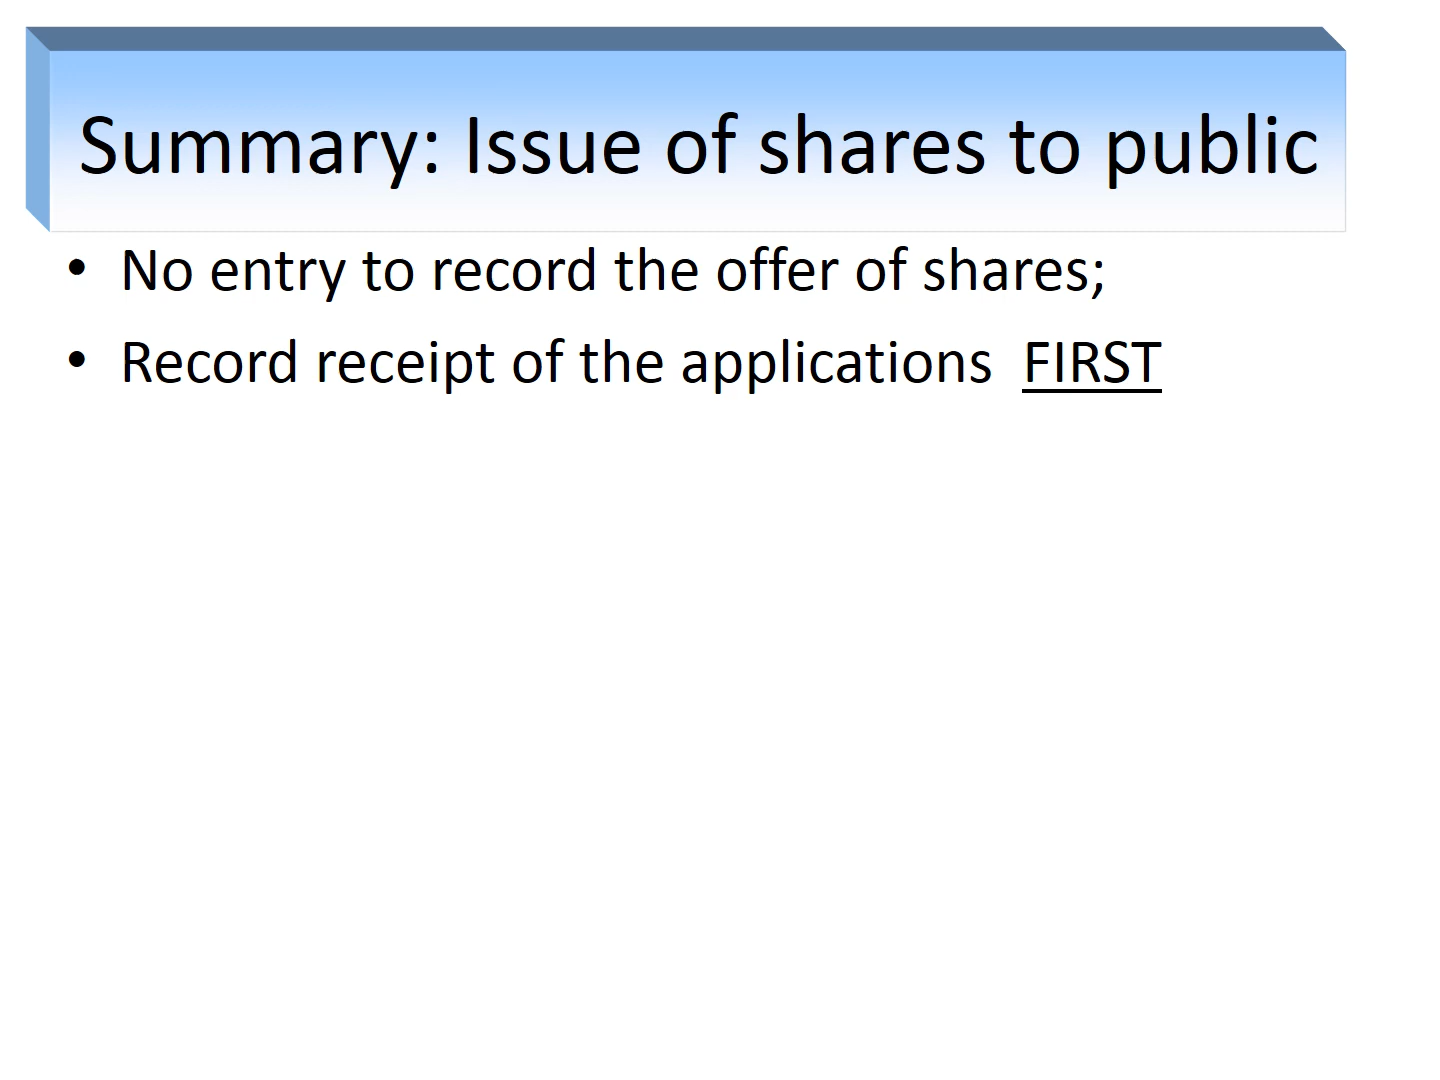 Summary: Issue of shares to public
• No entry to record the offer of shares;
• Record receipt of the applications FIRST